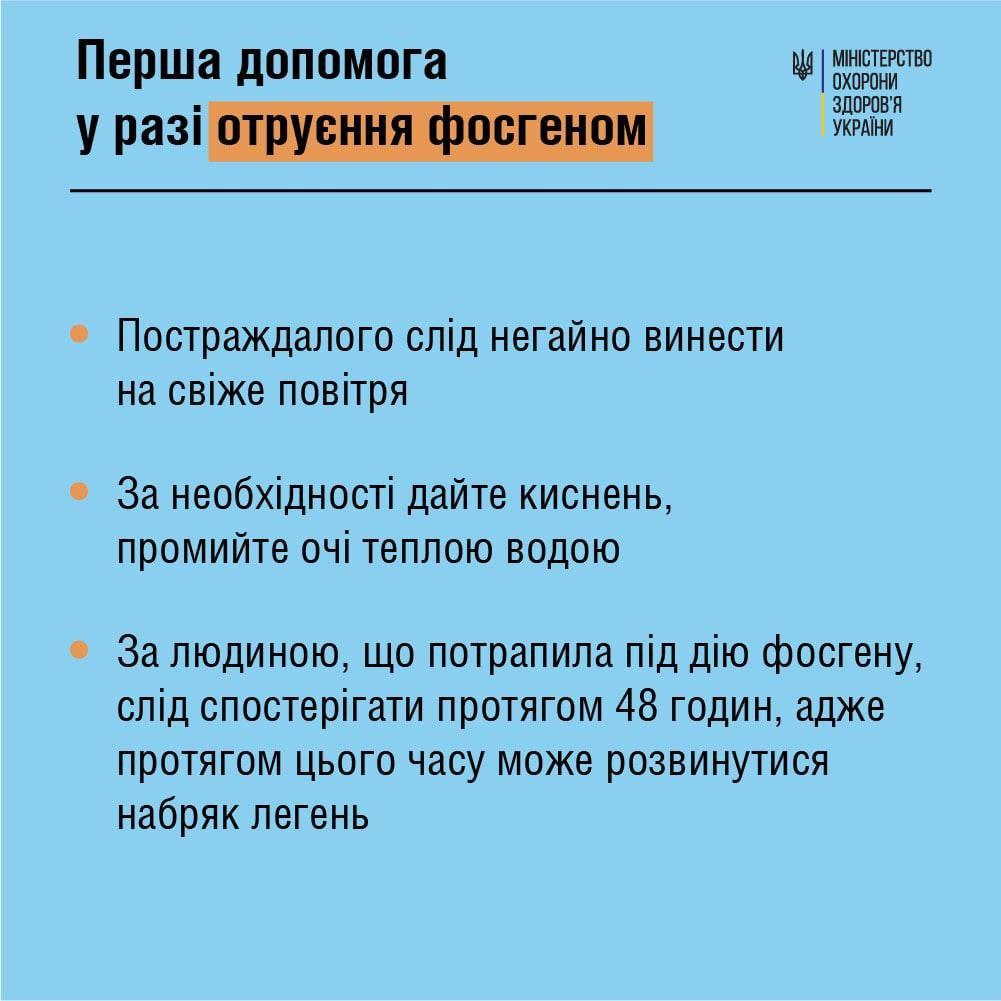 Перша допомога
у разі отруєння фосгеном
МІНІСТЕРСТВО
ОХОРОНИ
ЗДОРОВ'Я
УКРАЇНИ
Постраждалого слід негайно винести
на свіже повітря
За необхідності дайте киснень,
промийте очі теплою водою
За людиною, що потрапила під дію фосгену,
слід спостерігати протягом 48 годин, адже
протягом цього часу може розвинутися
набряк легень